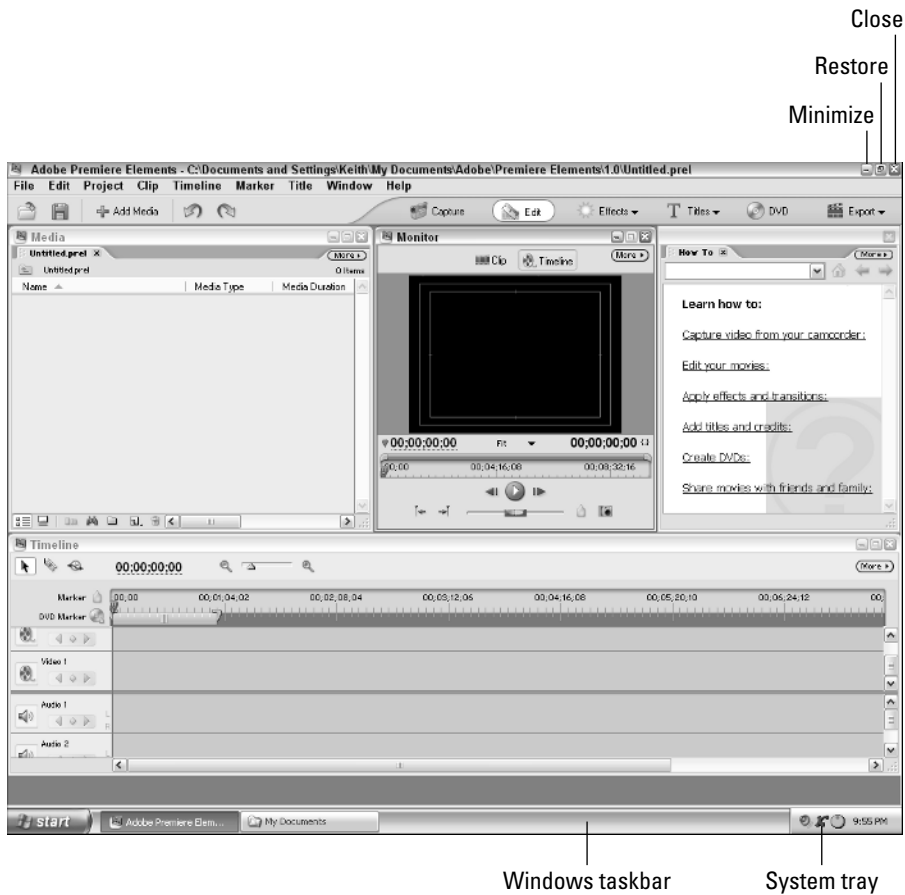 Close
Restore
Minimize
Adobe Premiere Elements - C:\Documents and Settings\Keith\My Documents\Adobe\Premiere Elements\1.0\Untitled.prel
File Edit Project Clip Timeline Marker Title Window Help
Add Media Capture Edit Effects Titles DVD Export
Media
Untitled.prel
More
Untitled.prel 0 Items
Name Media Type Media Duration
Monitor
Clip Timeline More
00;00;00;00 Fit 00;00;00;00
00;00 00;04;16;08 00;08;32;16
How To More
Learn how to:
Capture video from your camcorder:
Edit your movies:
Apply effects and transitions:
Add titles and credits:
Create DVDs:
Share movies with friends and family:
Timeline
00;00;00;00 More
Marker 00;00 00;01;04;02 00;02;08;04 00;03;12;06 00;04;16;08 00;05;20;10 00;06;24;12 00;
DVD Marker
Video 1
Audio 1
L
R
Audio 2
L
start Adobe Premiere Elem... My Documents 9:55 PM
Windows taskbar System tray